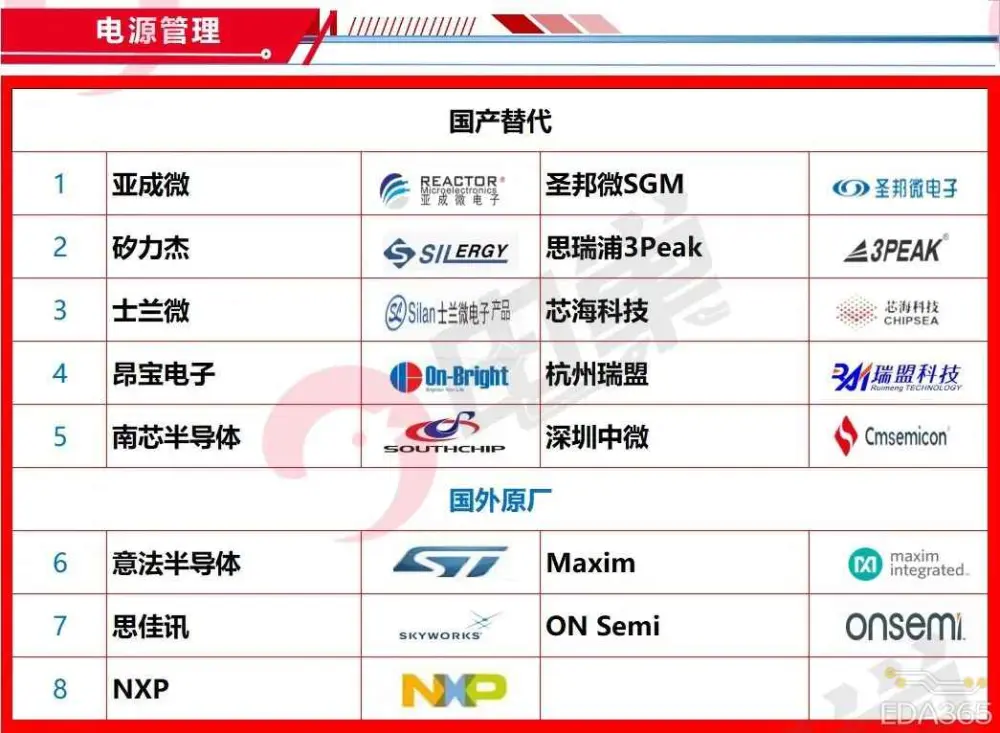 电源管理
国产替代
1 亚成微 REACTOR® Microelectronics 亚成微电子 圣邦微SGM 圣邦微电子
2 矽力杰 SILERGY 思瑞浦3Peak 3PEAK®
3 士兰微 Silan士兰微电子产品 芯海科技 芯海科技 CHIPSEA
4 昂宝电子 On-Bright 杭州瑞盟 瑞盟科技 Ruimeng TECHNOLOGY
5 南芯半导体 SOUTHCHIP 深圳中微 Cmsemicon®
国外原厂
6 意法半导体 ST Maxim maxim integrated.
7 思佳讯 SKYWORKS ON Semi onsemi
8 NXP NXP
EDA365